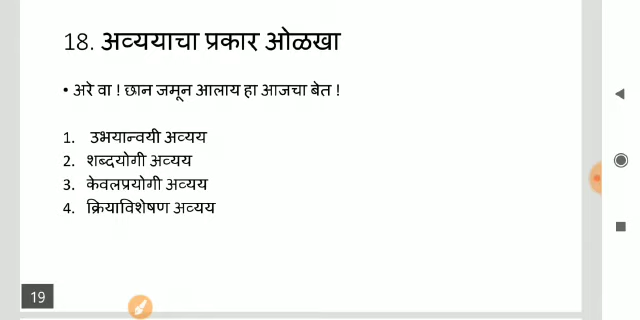 18. अव्ययाचा प्रकार ओळखा
• अरे वा ! छान जमून आलाय हा आजचा बेत !
1. उभयान्वयी अव्यय
2. शब्दयोगी अव्यय
3. केवलप्रयोगी अव्यय
4. क्रियाविशेषण अव्यय
19